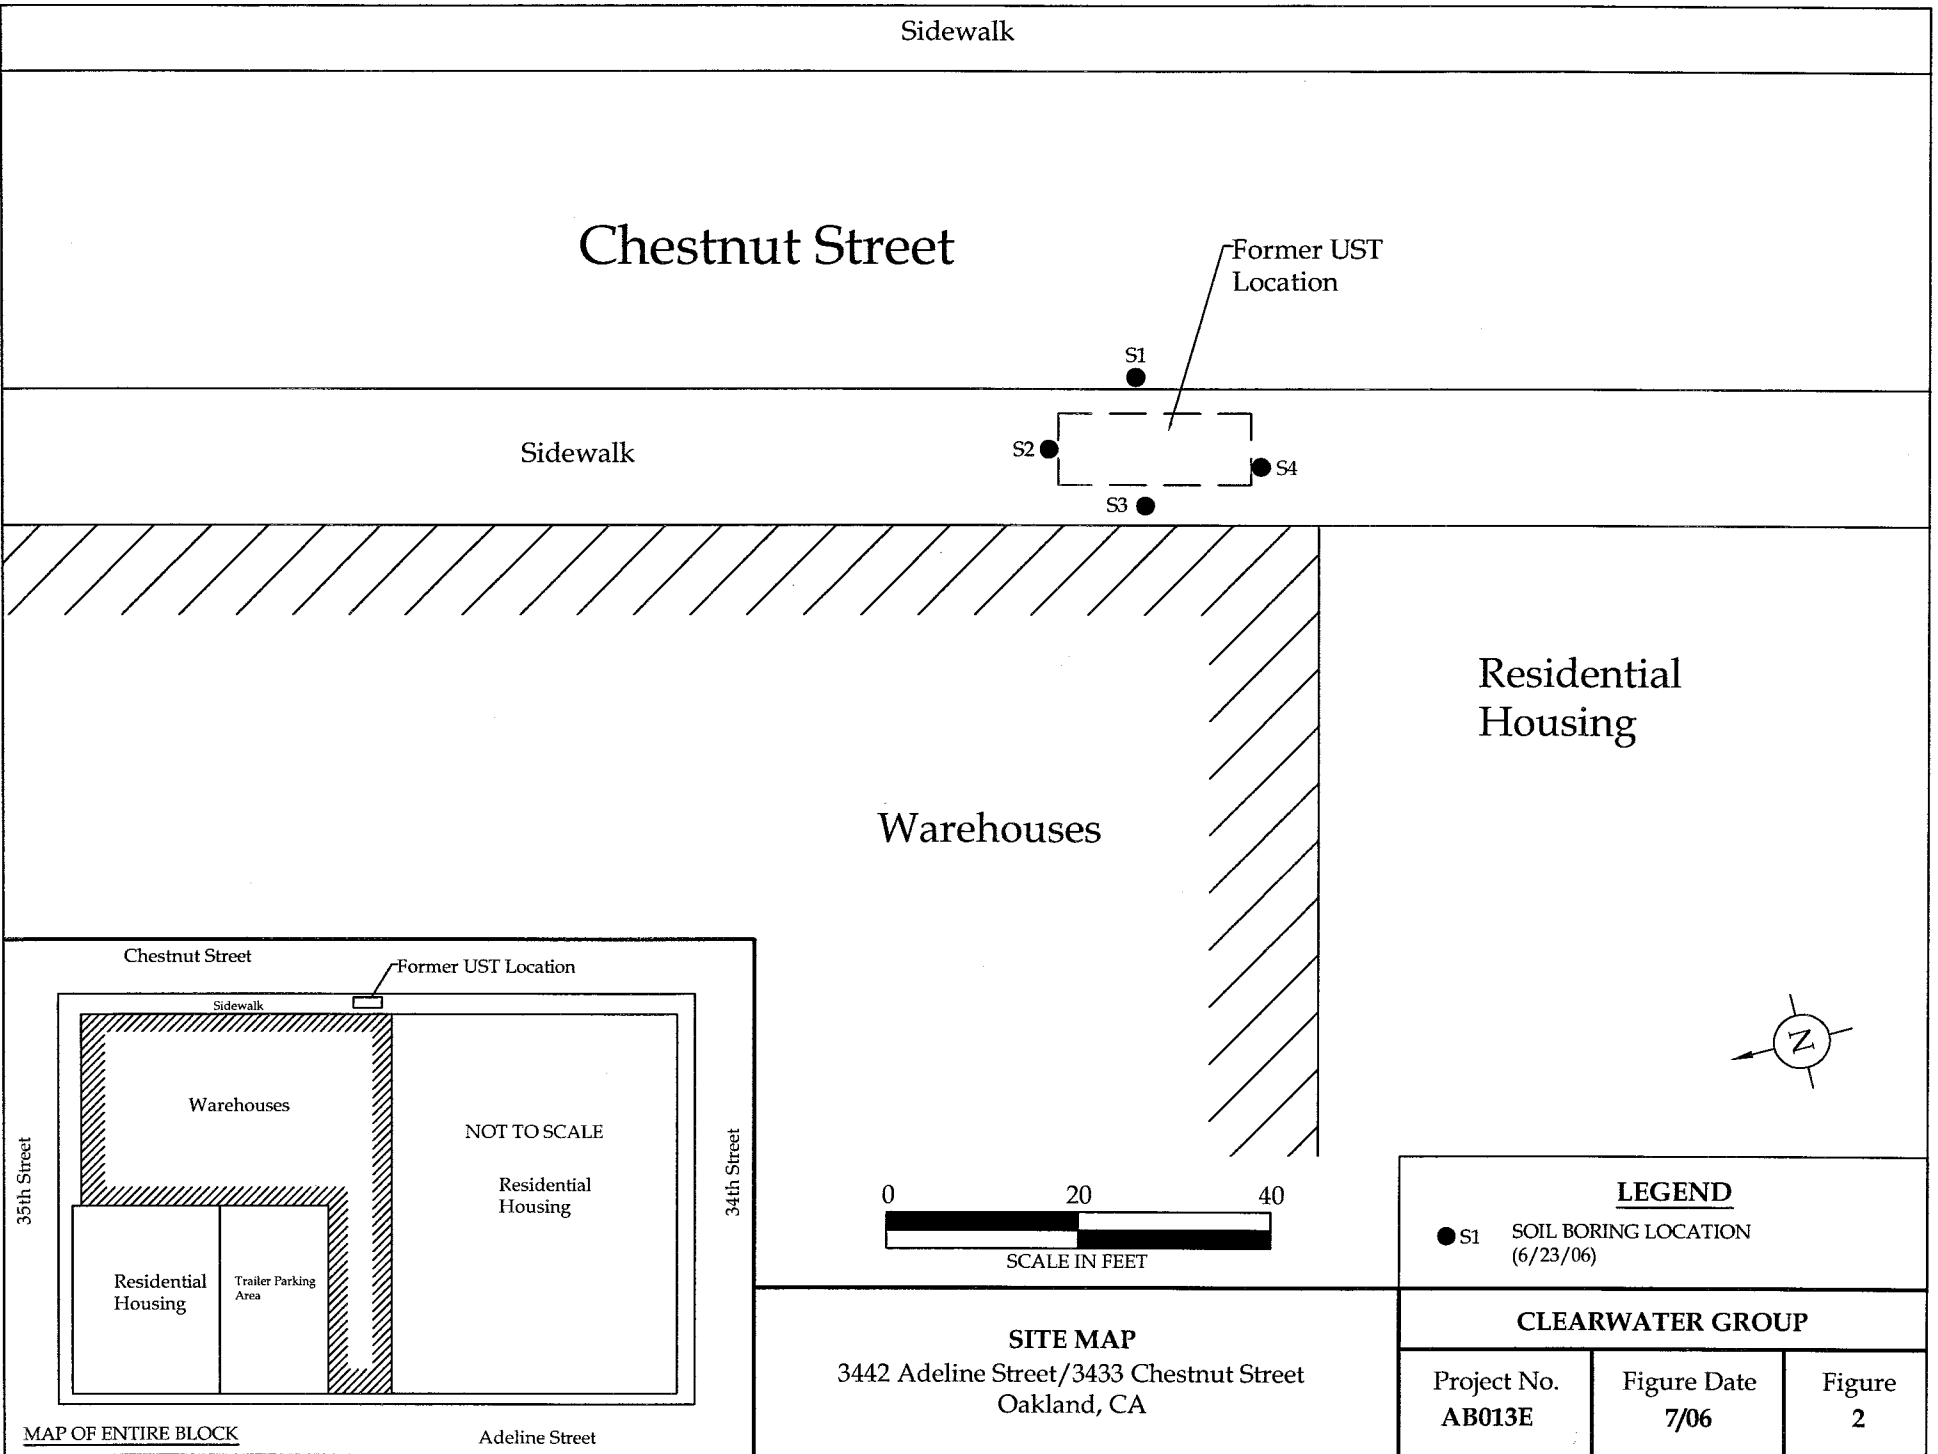 Sidewalk
Chestnut Street
Former UST
Location
S1
S2
S4
S3
Sidewalk
Residential
Housing
Warehouses
Chestnut Street
Former UST Location
Sidewalk
Warehouses
NOT TO SCALE
Residential
Housing
35th Street
34th Street
Residential
Housing
Trailer Parking
Area
MAP OF ENTIRE BLOCK
Adeline Street
N
0 20 40
SCALE IN FEET
LEGEND
S1 SOIL BORING LOCATION
(6/23/06)
SITE MAP
3442 Adeline Street/3433 Chestnut Street
Oakland, CA
CLEARWATER GROUP
Project No.
AB013E
Figure Date
7/06
Figure
2